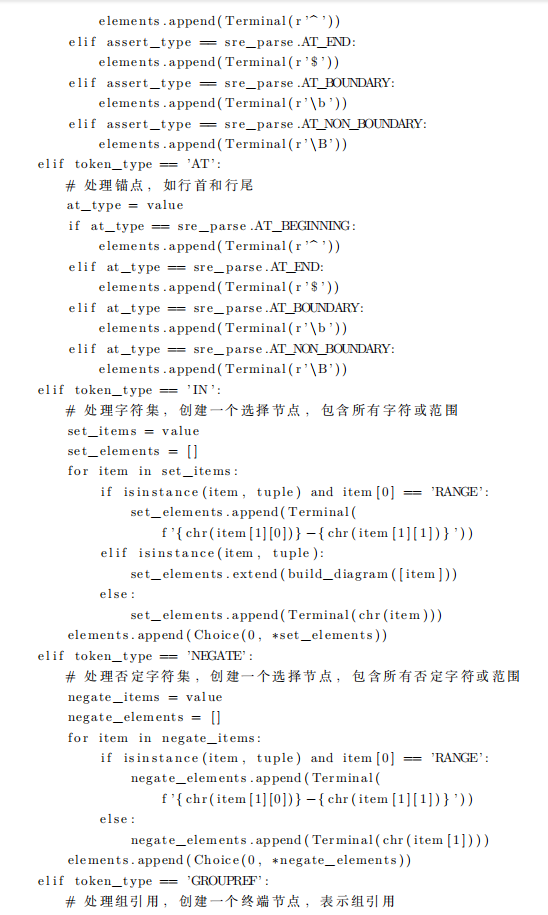 elements.append(Terminal(r'^'))
elif assert_type == sre_parse.AT_END:
elements.append(Terminal(r'$'))
elif assert_type == sre_parse.AT_BOUNDARY:
elements.append(Terminal(r'\b'))
elif assert_type == sre_parse.AT_NON_BOUNDARY:
elements.append(Terminal(r'\B'))
elif token_type == 'AT':
# 处理锚点, 如行首和行尾
at_type = value
if at_type == sre_parse.AT_BEGINNING:
elements.append(Terminal(r'^'))
elif at_type == sre_parse.AT_END:
elements.append(Terminal(r'$'))
elif at_type == sre_parse.AT_BOUNDARY:
elements.append(Terminal(r'\b'))
elif at_type == sre_parse.AT_NON_BOUNDARY:
elements.append(Terminal(r'\B'))
elif token_type == 'IN':
# 处理字符集, 创建一个选择节点, 包含所有字符或范围
set_items = value
set_elements = []
for item in set_items:
if isinstance(item, tuple) and item[0] == 'RANGE':
set_elements.append(Terminal(
f'{chr(item[1][0])}-{chr(item[1][1])}'))
elif isinstance(item, tuple):
set_elements.extend(build_diagram([item]))
else:
set_elements.append(Terminal(chr(item)))
elements.append(Choice(0, *set_elements))
elif token_type == 'NEGATE':
# 处理否定字符集, 创建一个选择节点, 包含所有否定字符或范围
negate_items = value
negate_elements = []
for item in negate_items:
if isinstance(item, tuple) and item[0] == 'RANGE':
negate_elements.append(Terminal(
f'{chr(item[1][0])}-{chr(item[1][1])}'))
else:
negate_elements.append(Terminal(chr(item[1])))
elements.append(Choice(0, *negate_elements))
elif token_type == 'GROUPREF':
# 处理组引用, 创建一个终端节点, 表示组引用